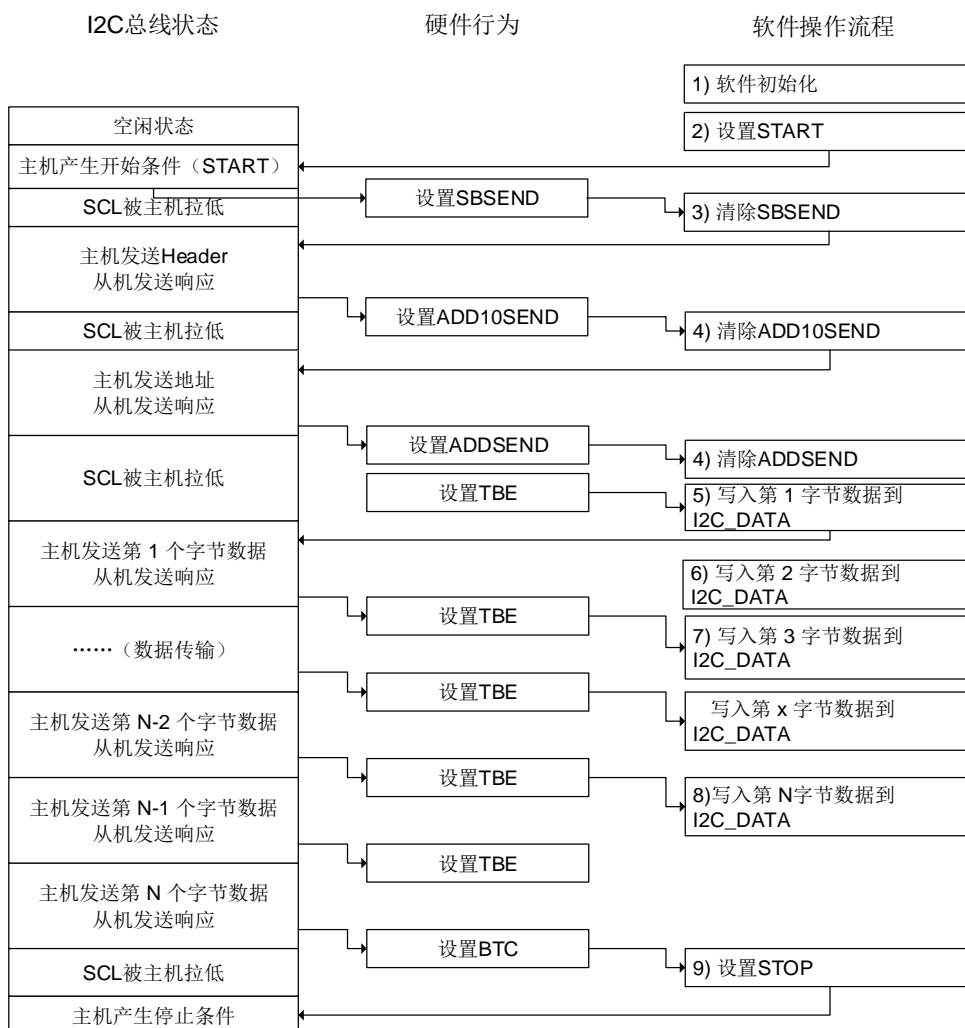 I2C总线状态
硬件行为
软件操作流程
1) 软件初始化
空闲状态
2) 设置START
主机产生开始条件（START）
设置SBSEND
SCL被主机拉低
3) 清除SBSEND
主机发送Header
从机发送响应
设置ADD10SEND
SCL被主机拉低
4) 清除ADD10SEND
主机发送地址
从机发送响应
设置ADDSEND
4) 清除ADDSEND
SCL被主机拉低
设置TBE
5) 写入第 1 字节数据到
I2C_DATA
主机发送第 1 个字节数据
从机发送响应
6) 写入第 2 字节数据到
I2C_DATA
设置TBE
7) 写入第 3 字节数据到
I2C_DATA
……（数据传输）
设置TBE
写入第 x 字节数据到
I2C_DATA
主机发送第 N-2 个字节数据
从机发送响应
设置TBE
8)写入第 N字节数据到
I2C_DATA
主机发送第 N-1 个字节数据
从机发送响应
设置TBE
主机发送第 N 个字节数据
从机发送响应
设置BTC
SCL被主机拉低
9) 设置STOP
主机产生停止条件